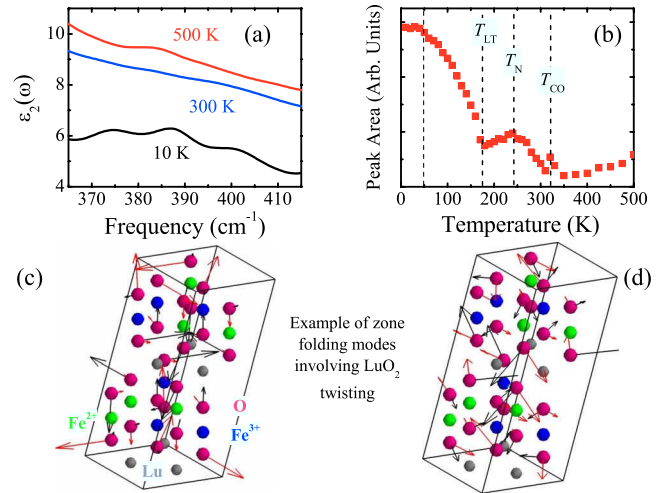 (a)
500 K
300 K
10 K
ε2(ω)
10
8
6
4
370 380 390 400 410
Frequency (cm-1)
(b)
TLT
TN
TCO
Peak Area (Arb. Units)
0 100 200 300 400 500
Temperature (K)
(c)
(d)
Example of zone
folding modes
involving LuO2
twisting
Fe2+
O
Fe3+
Lu